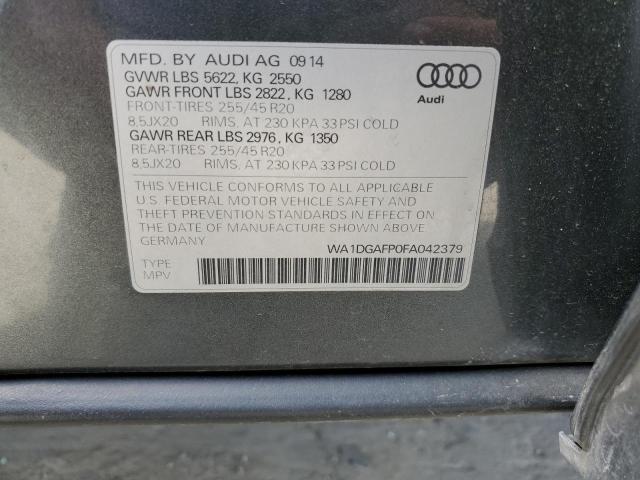 MFD. BY AUDI AG 09 14
GVWR LBS 5622, KG 2550
GAWR FRONT LBS 2822, KG 1280
FRONT-TIRES 255/45 R20
8,5JX20 RIMS, AT 230 KPA 33 PSI COLD
GAWR REAR LBS 2976, KG 1350
REAR-TIRES 255/45 R20
8,5JX20 RIMS, AT 230 KPA 33 PSI COLD
Audi
THIS VEHICLE CONFORMS TO ALL APPLICABLE
U.S. FEDERAL MOTOR VEHICLE SAFETY AND
THEFT PREVENTION STANDARDS IN EFFECT ON
THE DATE OF MANUFACTURE SHOWN ABOVE
GERMANY
WA1DGAFP0FA042379
TYPE
MPV